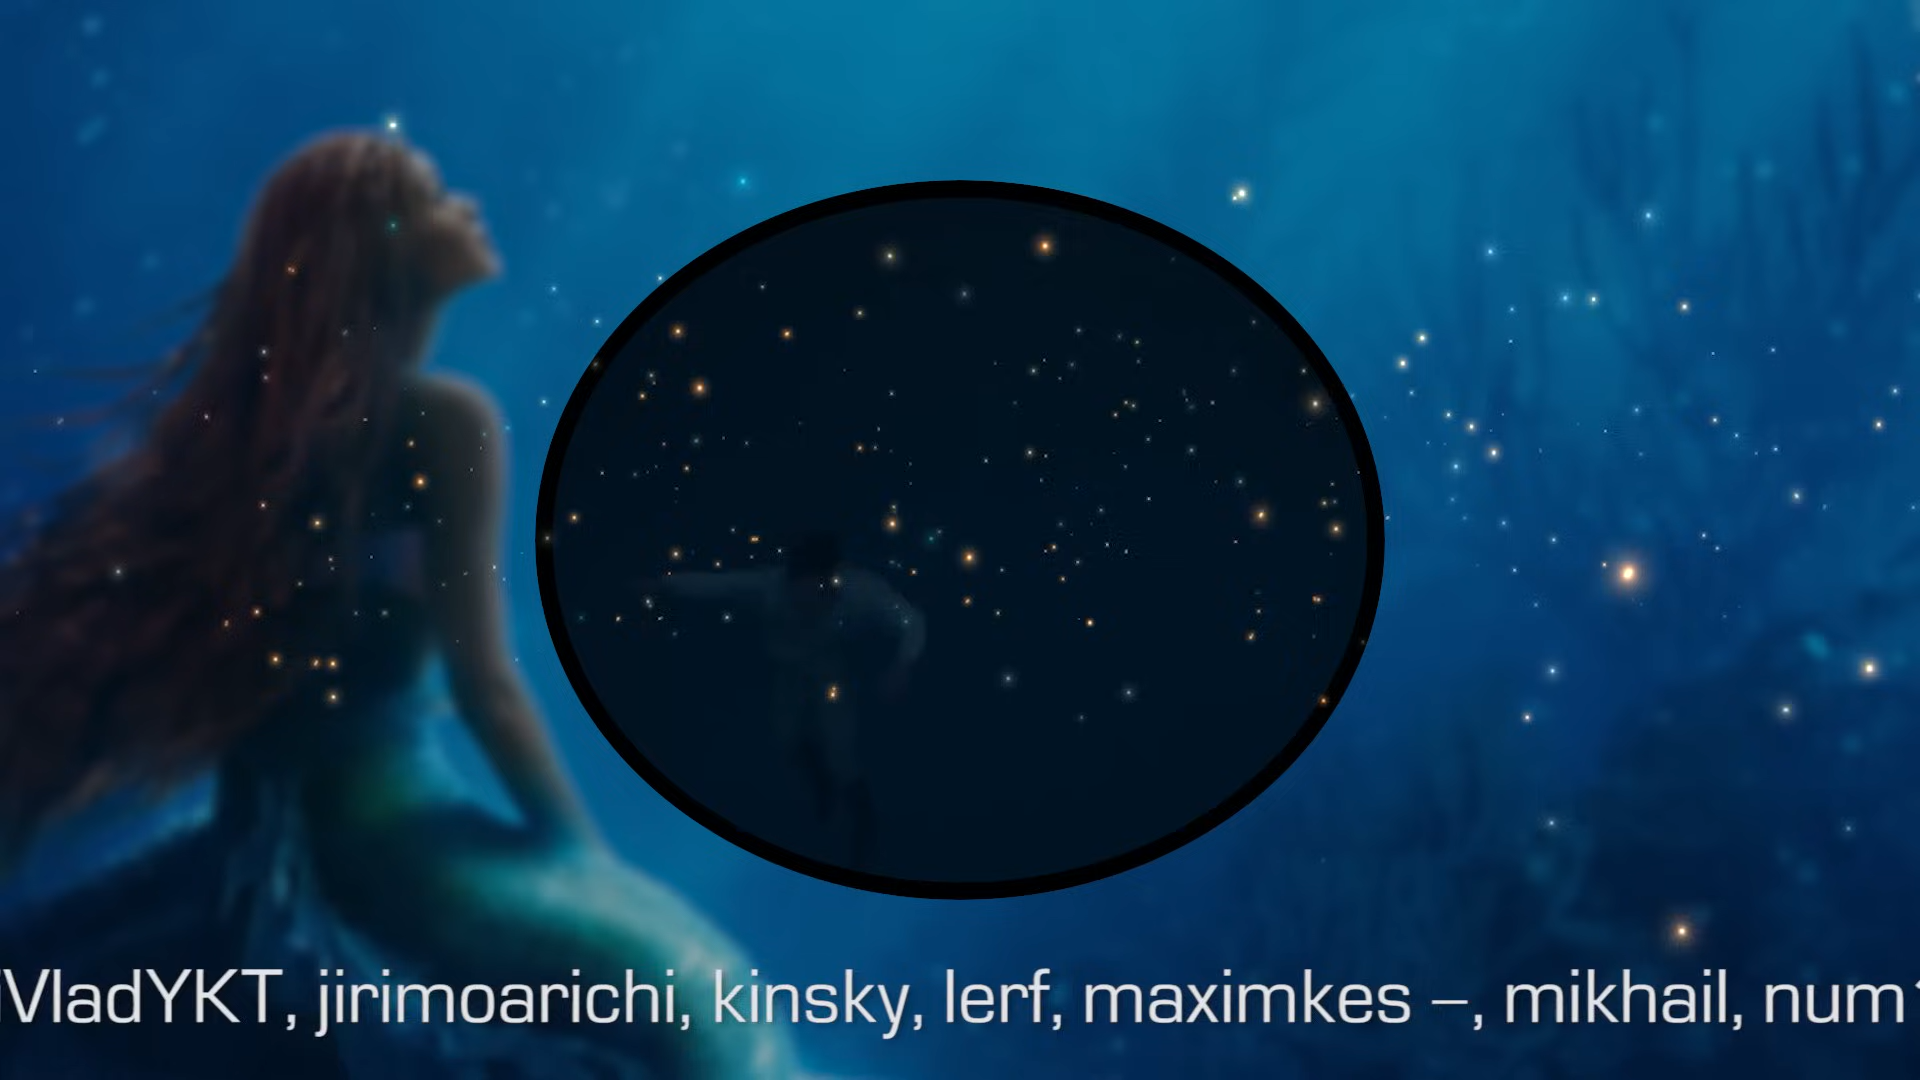 VladYKT, jirimoarichi, kinsky, lerf, maximkes –, mikhail, num